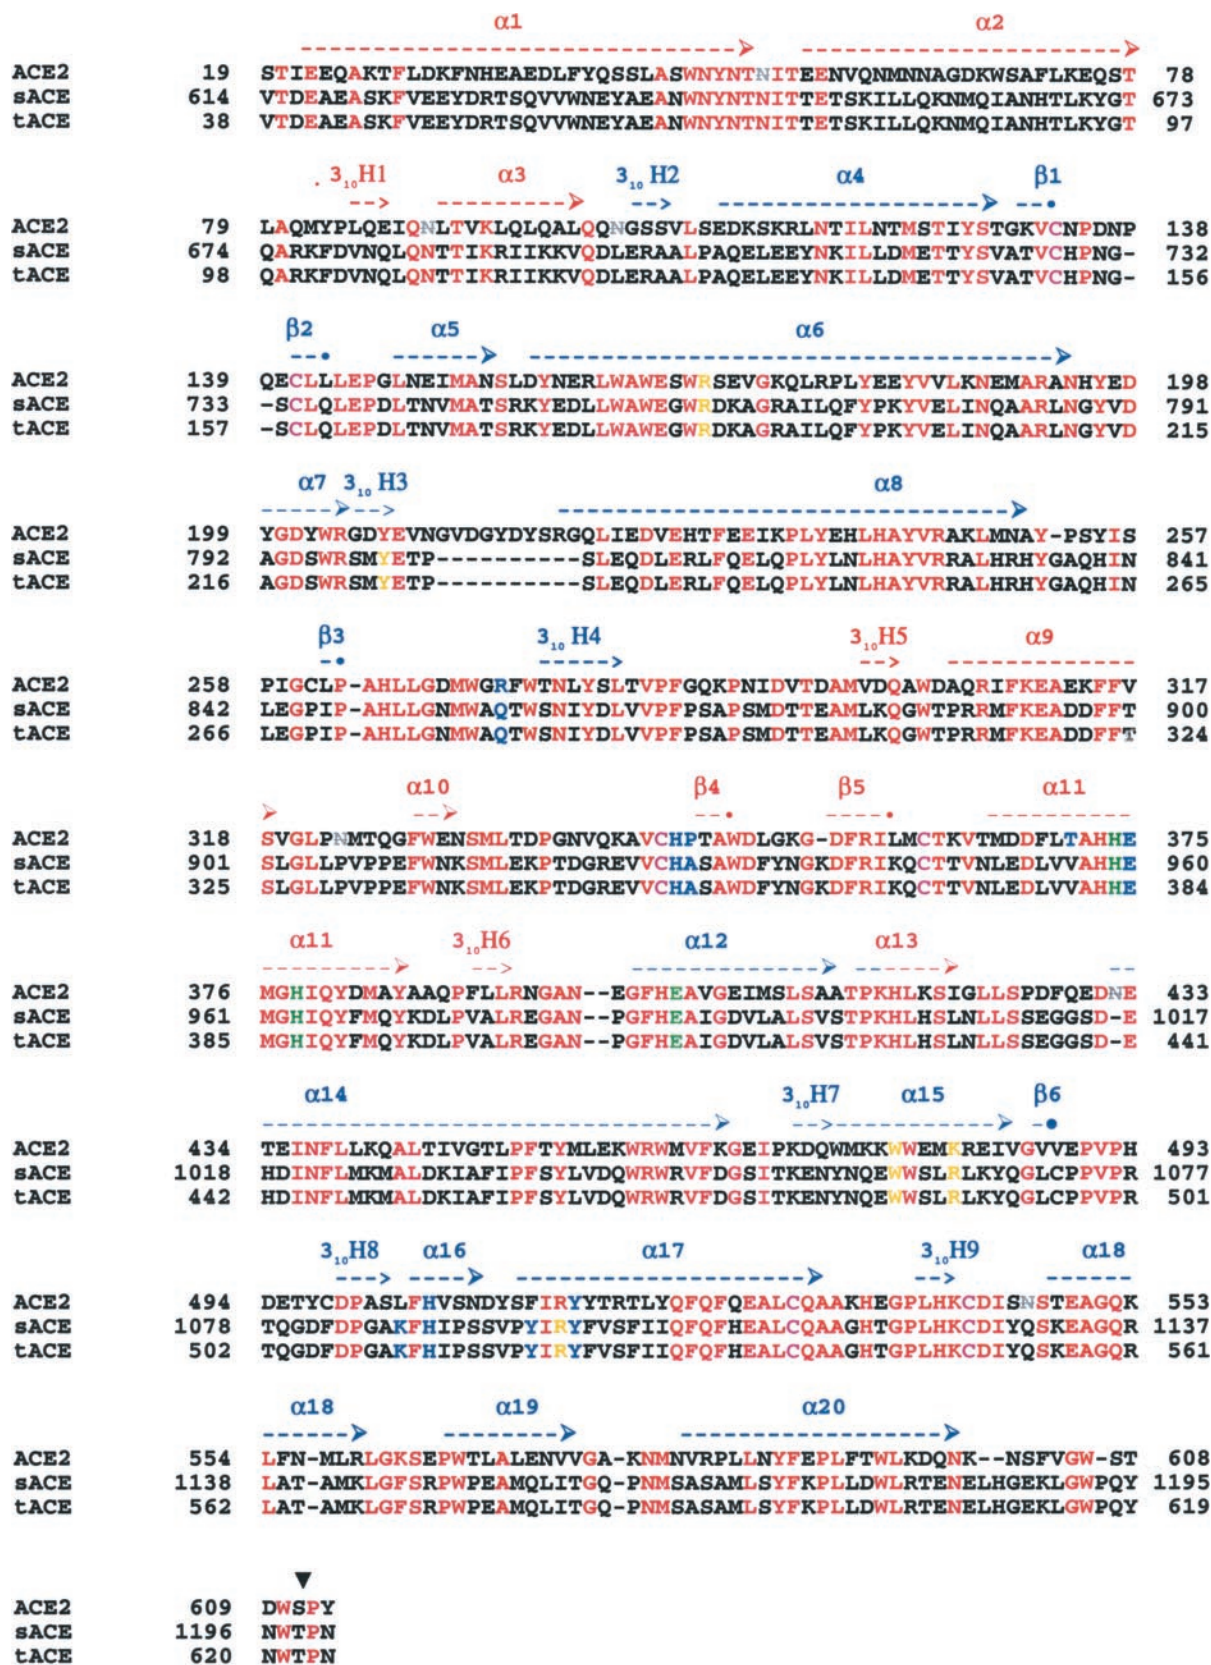 α1 α2
ACE2 19 STIEEQAKTFLDKFNHEAEDLFYQSSLASWNYNTNITEENVQNMNNAGDKWSAFLKEQST 78
sACE 614 VTDEAEASKFVEEYDRTSQVVWNEYAEANWNYNTNITTETSKILLQKNMQIANHTLKYGT 673
tACE 38 VTDEAEASKFVEEYDRTSQVVWNEYAEANWNYNTNITTETSKILLQKNMQIANHTLKYGT 97
3₁₀H1 α3 3₁₀H2 α4 β1
ACE2 79 LAQMYPLQEIQNLTVKLQLQALQQNGSSVLSEDKSKRLNTILNTMSTIYSTGKVCNPDNP 138
sACE 674 QARKFDVNQLQNTTIKRIIKKVQDLERAALPAQELEEYNKILLDMETTYSVATVCHPNG- 732
tACE 98 QARKFDVNQLQNTTIKRIIKKVQDLERAALPAQELEEYNKILLDMETTYSVATVCHPNG- 156
β2 α5 α6
ACE2 139 QECLLLEPGLNEIMANSLDYNERLWAWESWRSEVGKQLRPLYEEYVVLKNEMARANHYED 198
sACE 733 -SCLQLEPDLTNVMATSRKYEDLLWAWEGWRDKAGRAILQFYPKYVELINQAARLNGYVD 791
tACE 157 -SCLQLEPDLTNVMATSRKYEDLLWAWEGWRDKAGRAILQFYPKYVELINQAARLNGYVD 215
α7 3₁₀H3 α8
ACE2 199 YGDYWRGDYEVNGVDGYDYSRGQLIEDVEHTFEEIKPLYEHLHAYVRAKLMNAY-PSYIS 257
sACE 792 AGDSWRSMYETP----------SLEQDLERLFQELQPLYLNLHAYVRRALHRHYGAQHIN 841
tACE 216 AGDSWRSMYETP----------SLEQDLERLFQELQPLYLNLHAYVRRALHRHYGAQHIN 265
β3 3₁₀H4 3₁₀H5 α9
ACE2 258 PIGCLP-AHLLGDMWGRFWTNLYSLTVPFGQKPNIDVTDAMVDQAWDAQRIFKEAEKFFV 317
sACE 842 LEGPIP-AHLLGNMWAQTWSNIYDLVVPFPSAPSMDTTEAMLKQGWTPRRMFKEADDFFT 900
tACE 266 LEGPIP-AHLLGNMWAQTWSNIYDLVVPFPSAPSMDTTEAMLKQGWTPRRMFKEADDFFT 324
α10 β4 β5 α11
ACE2 318 SVGLPNMTQGFWENSMLTDPGNVQKAVCHPTAWDLGKG-DFRILMCTKVTMDDFLTAHHE 375
sACE 901 SLGLLPVPPEFWNKSMLEKPTDGREVVCHASAWDFYNGKDFRIKQCTTVNLEDLVVAHHE 960
tACE 325 SLGLLPVPPEFWNKSMLEKPTDGREVVCHASAWDFYNGKDFRIKQCTTVNLEDLVVAHHE 384
α11 3₁₀H6 α12 α13
ACE2 376 MGHIQYDMAYAAQPFLLRNGAN--EGFHEAVGEIMSLSAATPKHLKSIGLLSPDFQEDNE 433
sACE 961 MGHIQYFMQYKDLPVALREGAN--PGFHEAIGDVLALSVSTPKHLHSLNLLSSEGGSD-E 1017
tACE 385 MGHIQYFMQYKDLPVALREGAN--PGFHEAIGDVLALSVSTPKHLHSLNLLSSEGGSD-E 441
α14 3₁₀H7 α15 β6
ACE2 434 TEINFLLKQALTIVGTLPFTYMLEKWRWMVFKGEIPKDQWMKKWWEMKREIVGVVEPVPH 493
sACE 1018 HDINFLMKMALDKIAFIPFSYLVDQWRWRVFDGSITKENYNQEWWSLRLKYQGLCPPVPR 1077
tACE 442 HDINFLMKMALDKIAFIPFSYLVDQWRWRVFDGSITKENYNQEWWSLRLKYQGLCPPVPR 501
3₁₀H8 α16 α17 3₁₀H9 α18
ACE2 494 DETYCDPASLFHVSNDYSFIRYYTRTLYQFQFQEALCQAAKHEGPLHKCDISNSTEAGQK 553
sACE 1078 TQGDFDPGAKFHIPSSVPYIRYFVSFIIQFQFHEALCQAAGHTGPLHKCDIYQSKEAGQR 1137
tACE 502 TQGDFDPGAKFHIPSSVPYIRYFVSFIIQFQFHEALCQAAGHTGPLHKCDIYQSKEAGQR 561
α18 α19 α20
ACE2 554 LFN-MLRLGKSEPWTLALENVVGA-KNMNVRPLLNYFEPLFTWLKDQNK--NSFVGW-ST 608
sACE 1138 LAT-AMKLGFSRPWPEAMQLITGQ-PNMSASAMLSYFKPLLDWLRTENELHGEKLGWPQY 1195
tACE 562 LAT-AMKLGFSRPWPEAMQLITGQ-PNMSASAMLSYFKPLLDWLRTENELHGEKLGWPQY 619
ACE2 609 DWSPY
sACE 1196 NWTPN
tACE 620 NWTPN